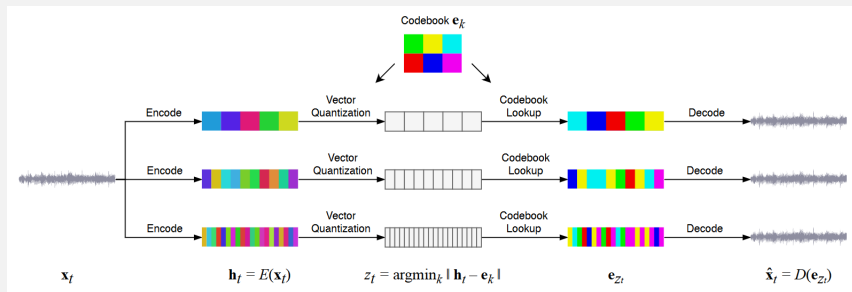 Codebook e_k
Encode
Vector
Quantization
Codebook
Lookup
Decode
Encode
Vector
Quantization
Codebook
Lookup
Decode
Encode
Vector
Quantization
Codebook
Lookup
Decode
x_t
h_t = E(x_t)
z_t = argmin_k ‖ h_t – e_k ‖
e_{z_t}
x̂_t = D(e_{z_t})